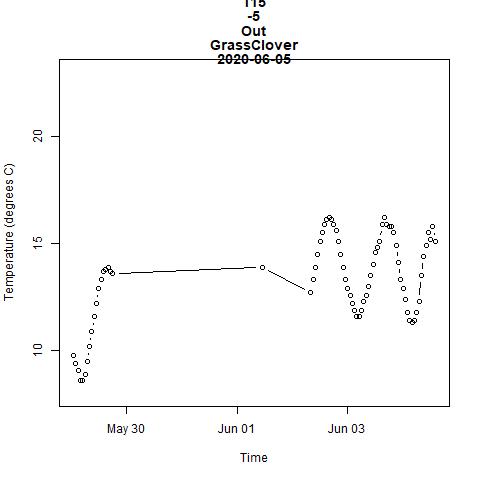 T15
-5
Out
GrassClover
2020-06-05
Temperature (degrees C)
20
15
10
May 30
Jun 01
Jun 03
Time